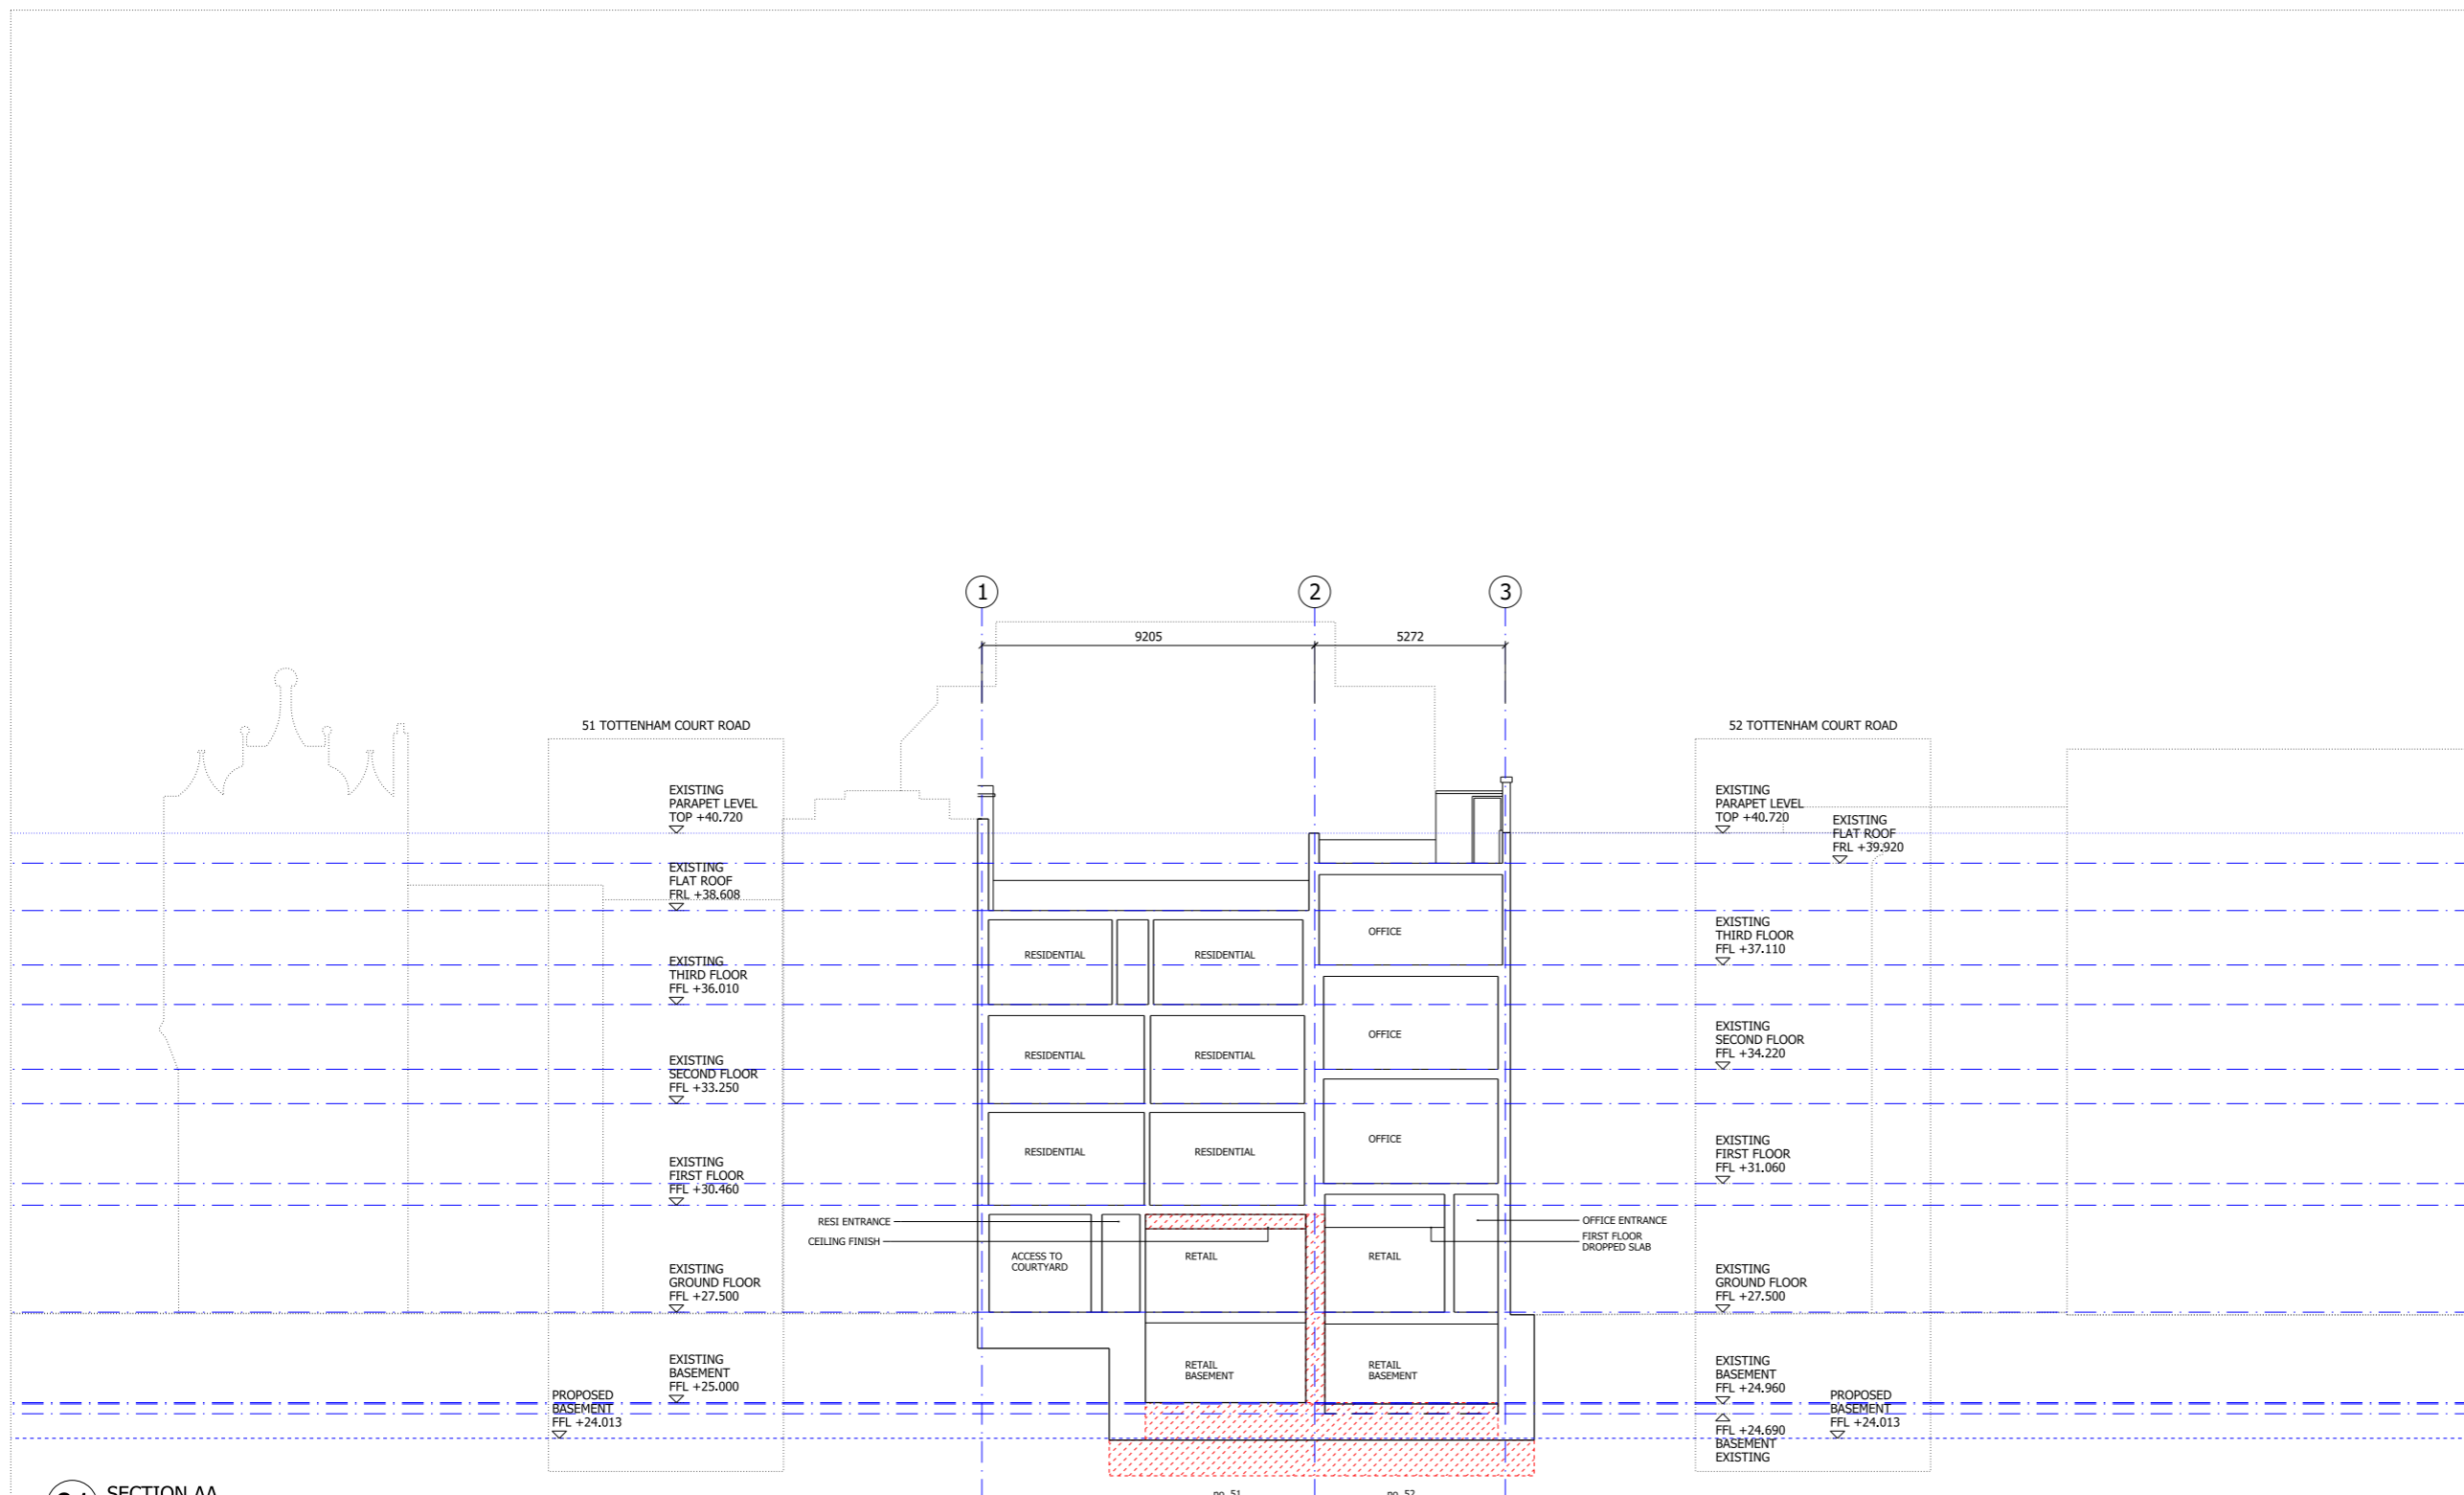 1
2
3
9205
5272
51 TOTTENHAM COURT ROAD
EXISTING
PARAPET LEVEL
TOP +40.720
EXISTING
FLAT ROOF
FRL +38.608
EXISTING
THIRD FLOOR
FFL +36.010
EXISTING
SECOND FLOOR
FFL +33.250
EXISTING
FIRST FLOOR
FFL +30.460
EXISTING
GROUND FLOOR
FFL +27.500
EXISTING
BASEMENT
FFL +25.000
PROPOSED
BASEMENT
FFL +24.013
RESIDENTIAL
RESIDENTIAL
RESIDENTIAL
RESIDENTIAL
RESIDENTIAL
RESIDENTIAL
RESI ENTRANCE
CEILING FINISH
ACCESS TO
COURTYARD
RETAIL
RETAIL
BASEMENT
OFFICE
OFFICE
OFFICE
RETAIL
RETAIL
BASEMENT
OFFICE ENTRANCE
FIRST FLOOR
DROPPED SLAB
52 TOTTENHAM COURT ROAD
EXISTING
PARAPET LEVEL
TOP +40.720
EXISTING
FLAT ROOF
FRL +39.920
EXISTING
THIRD FLOOR
FFL +37.110
EXISTING
SECOND FLOOR
FFL +34.220
EXISTING
FIRST FLOOR
FFL +31.060
EXISTING
GROUND FLOOR
FFL +27.500
EXISTING
BASEMENT
FFL +24.960
FFL +24.690
BASEMENT
EXISTING
PROPOSED
BASEMENT
FFL +24.013
SECTION AA
no. 51
no. 52